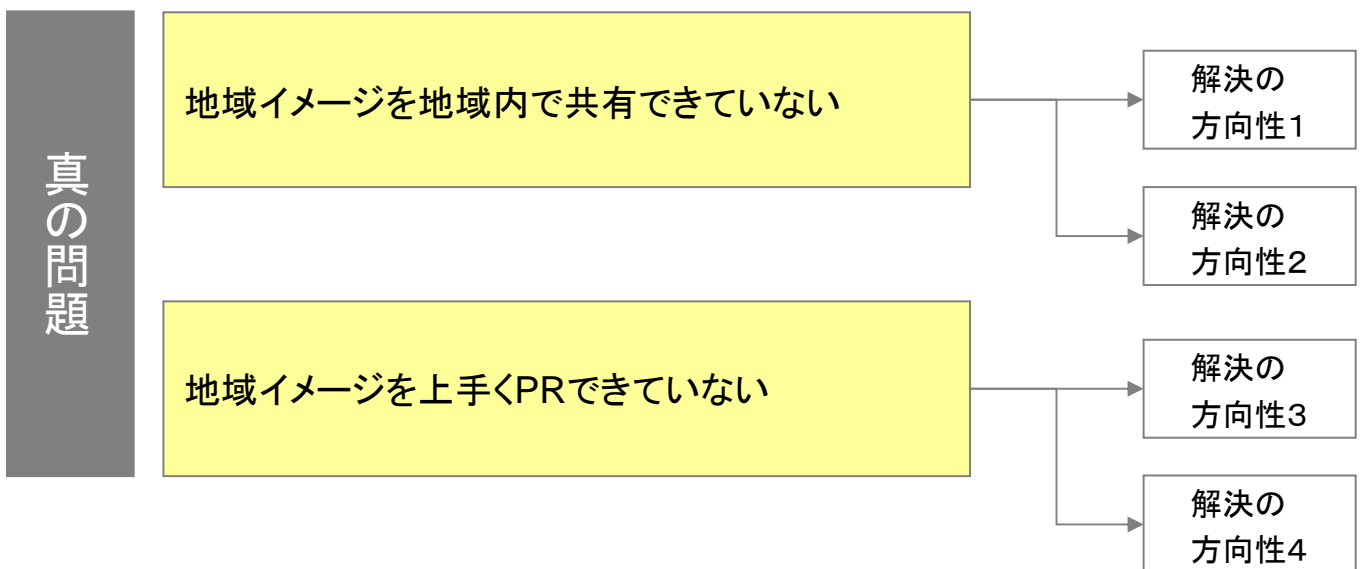 真の問題
地域イメージを地域内で共有できていない
解決の
方向性1
解決の
方向性2
地域イメージを上手くPRできていない
解決の
方向性3
解決の
方向性4